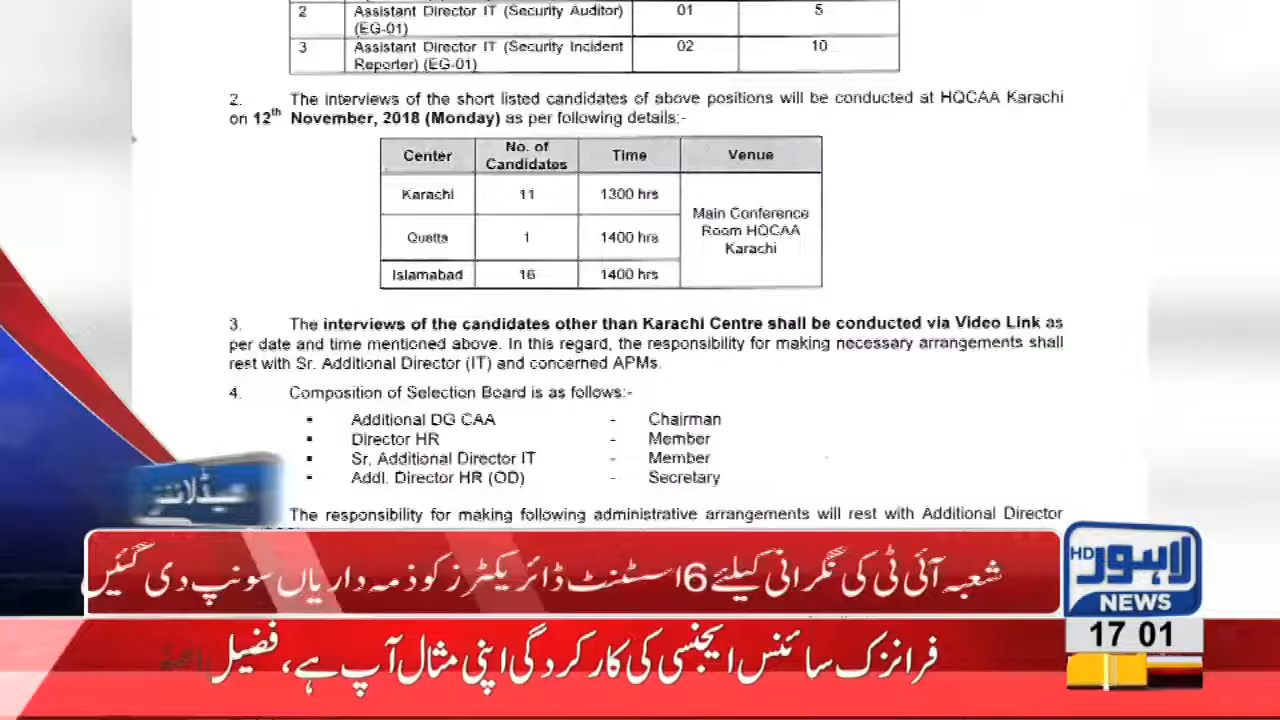 2 Assistant Director IT (Security Auditor) 01 5
(EG-01)
3 Assistant Director IT (Security Incident 02 10
Reporter) (EG-01)
2. The interviews of the short listed candidates of above positions will be conducted at HQCAA Karachi
on 12th November, 2018 (Monday) as per following details:-
Center No. of Candidates Time Venue
Karachi 11 1300 hrs Main Conference Room HQCAA Karachi
Quetta 1 1400 hrs
Islamabad 16 1400 hrs
3. The interviews of the candidates other than Karachi Centre shall be conducted via Video Link as
per date and time mentioned above. In this regard, the responsibility for making necessary arrangements shall
rest with Sr. Additional Director (IT) and concerned APMs.
4. Composition of Selection Board is as follows:-
▪ Additional DG CAA - Chairman
▪ Director HR - Member
▪ Sr. Additional Director IT - Member
▪ Addl. Director HR (OD) - Secretary
The responsibility for making following administrative arrangements will rest with Additional Director
ہیڈلائنز
شعبہ آئی ٹی کی نگرانی کیلئے 6 اسسٹنٹ ڈائریکٹرز کو ذمہ داریاں سونپ دی گئیں
لاہور HD
NEWS
17 01
فرانزک سائنس ایجنسی کی کارکردگی اپنی مثال آپ ہے، فضیل